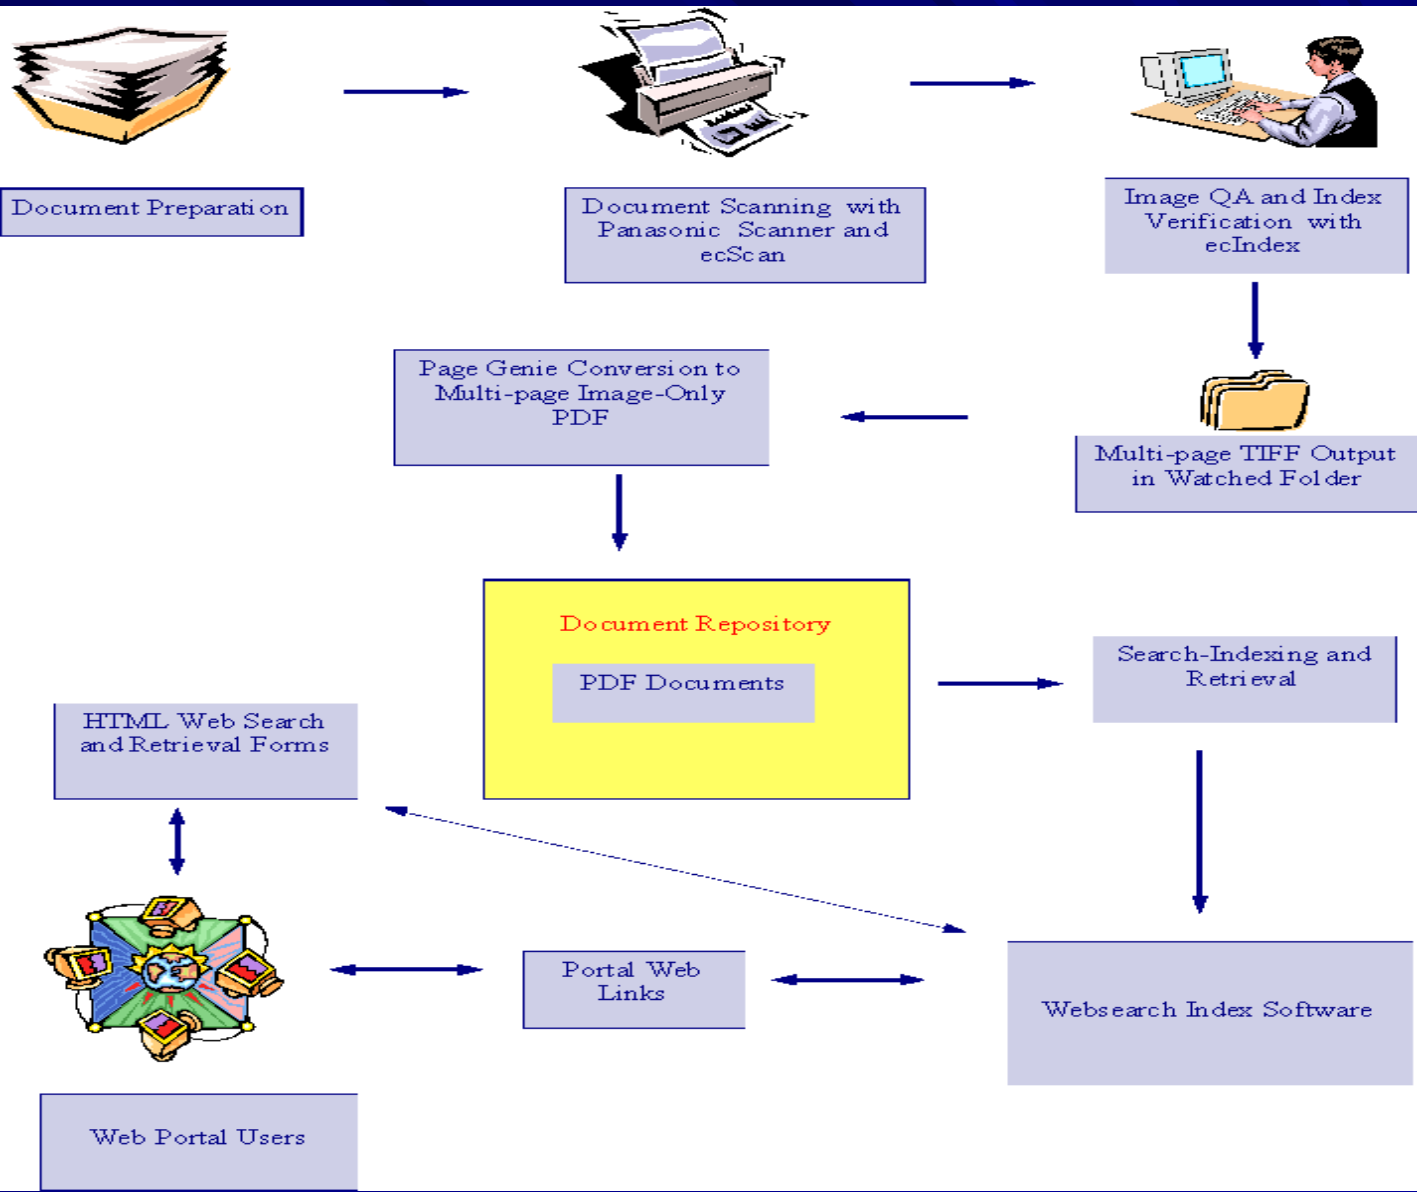 Document Preparation
Document Scanning with
Panasonic Scanner and
ecScan
Image QA and Index
Verification with
ecIndex
Page Genie Conversion to
Multi-page Image-Only
PDF
Multi-page TIFF Output
in Watched Folder
Document Repository
PDF Documents
Search-Indexing and
Retrieval
HTML Web Search
and Retrieval Forms
Portal Web
Links
Websearch Index Software
Web Portal Users